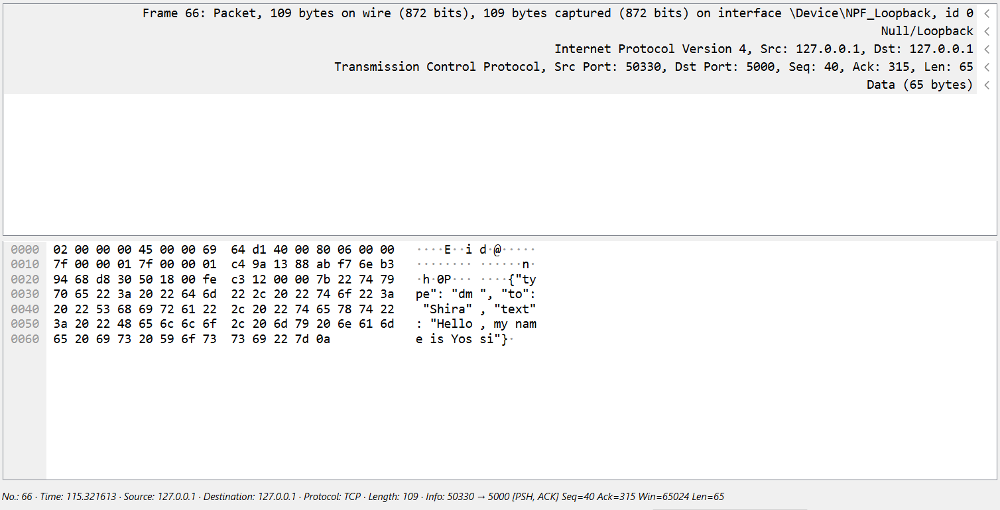 Frame 66: Packet, 109 bytes on wire (872 bits), 109 bytes captured (872 bits) on interface \Device\NPF_Loopback, id 0
Null/Loopback
Internet Protocol Version 4, Src: 127.0.0.1, Dst: 127.0.0.1
Transmission Control Protocol, Src Port: 50330, Dst Port: 5000, Seq: 40, Ack: 315, Len: 65
Data (65 bytes)
0000 02 00 00 00 45 00 00 69 64 d1 40 00 80 06 00 00 ····E··i d·@·····
0010 7f 00 00 01 7f 00 00 01 c4 9a 13 88 ab f7 6e b3 ········ ······n·
0020 94 68 d8 30 50 18 00 fe c3 12 00 00 7b 22 74 79 ·h·0P··· ····{"ty
0030 70 65 22 3a 20 22 64 6d 22 2c 20 22 74 6f 22 3a pe": "dm ", "to":
0040 20 22 53 68 69 72 61 22 2c 20 22 74 65 78 74 22 "Shira" , "text"
0050 3a 20 22 48 65 6c 6c 6f 2c 20 6d 79 20 6e 61 6d : "Hello , my nam
0060 65 20 69 73 20 59 6f 73 73 69 22 7d 0a e is Yos si"}·
No.: 66 · Time: 115.321613 · Source: 127.0.0.1 · Destination: 127.0.0.1 · Protocol: TCP · Length: 109 · Info: 50330 → 5000 [PSH, ACK] Seq=40 Ack=315 Win=65024 Len=65